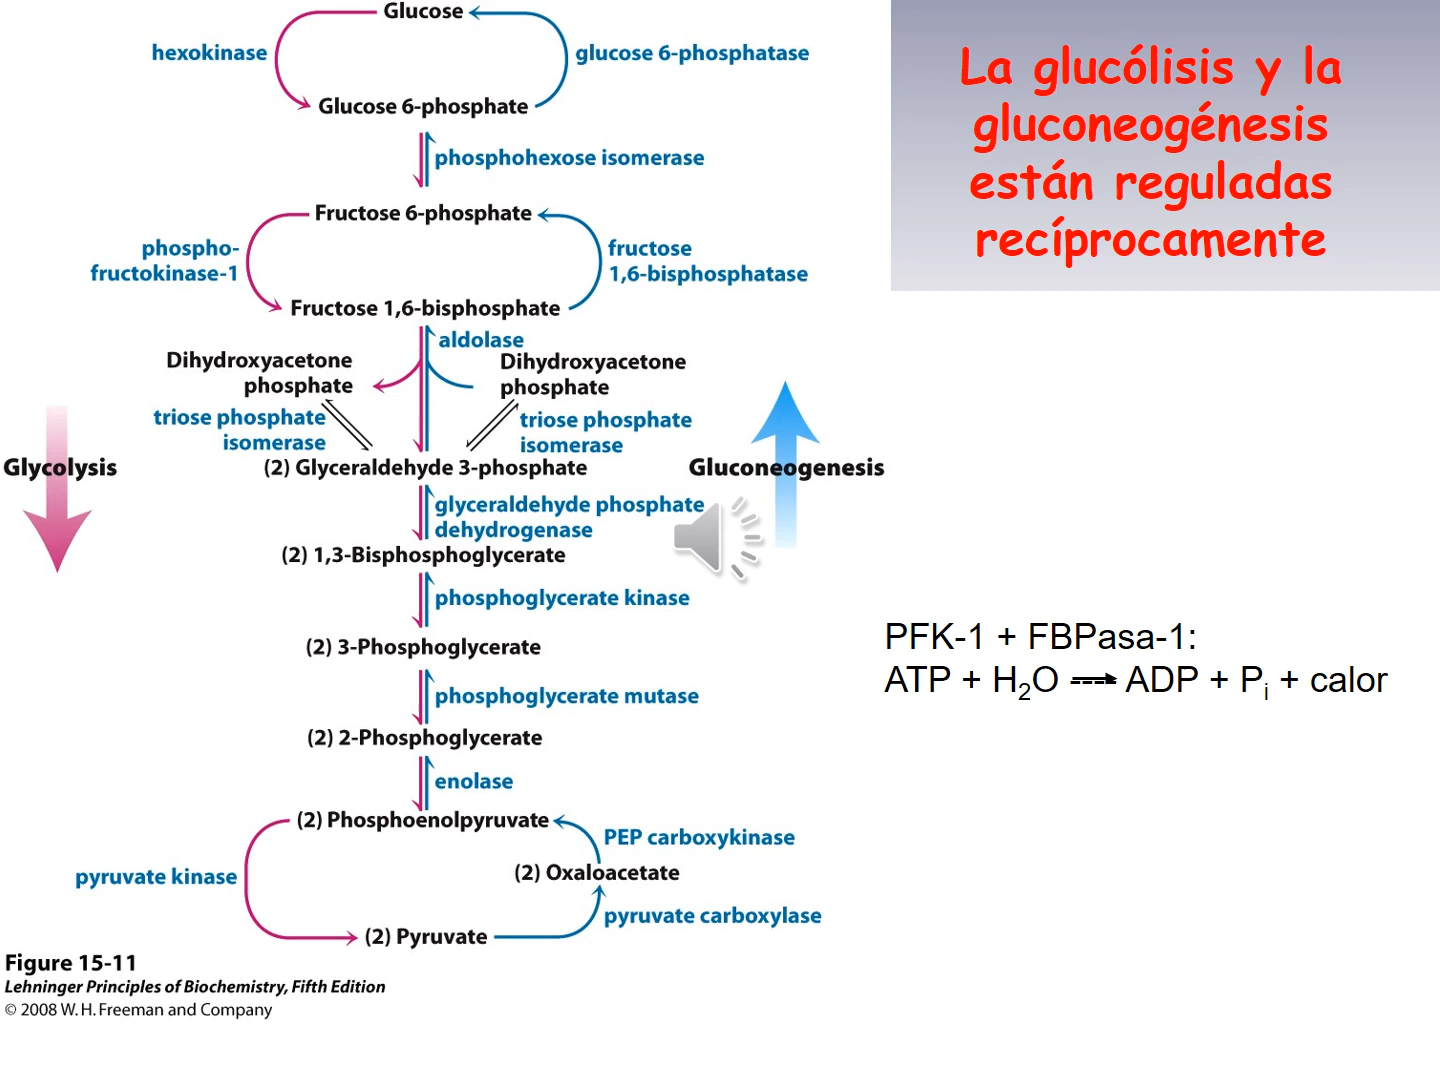 Glucose
hexokinase
glucose 6-phosphatase
Glucose 6-phosphate
phosphohexose isomerase
Fructose 6-phosphate
phospho-
fructokinase-1
fructose
1,6-bisphosphatase
Fructose 1,6-bisphosphate
aldolase
Dihydroxyacetone
phosphate
Dihydroxyacetone
phosphate
triose phosphate
isomerase
triose phosphate
isomerase
Glycolysis
(2) Glyceraldehyde 3-phosphate
Gluconeogenesis
glyceraldehyde phosphate
dehydrogenase
(2) 1,3-Bisphosphoglycerate
phosphoglycerate kinase
(2) 3-Phosphoglycerate
phosphoglycerate mutase
(2) 2-Phosphoglycerate
enolase
(2) Phosphoenolpyruvate
PEP carboxykinase
(2) Oxaloacetate
pyruvate kinase
pyruvate carboxylase
(2) Pyruvate
Figure 15-11
Lehninger Principles of Biochemistry, Fifth Edition
© 2008 W. H. Freeman and Company
La glucólisis y la
gluconeogénesis
están reguladas
recíprocamente
PFK-1 + FBPasa-1:
ATP + H₂O → ADP + Pᵢ + calor